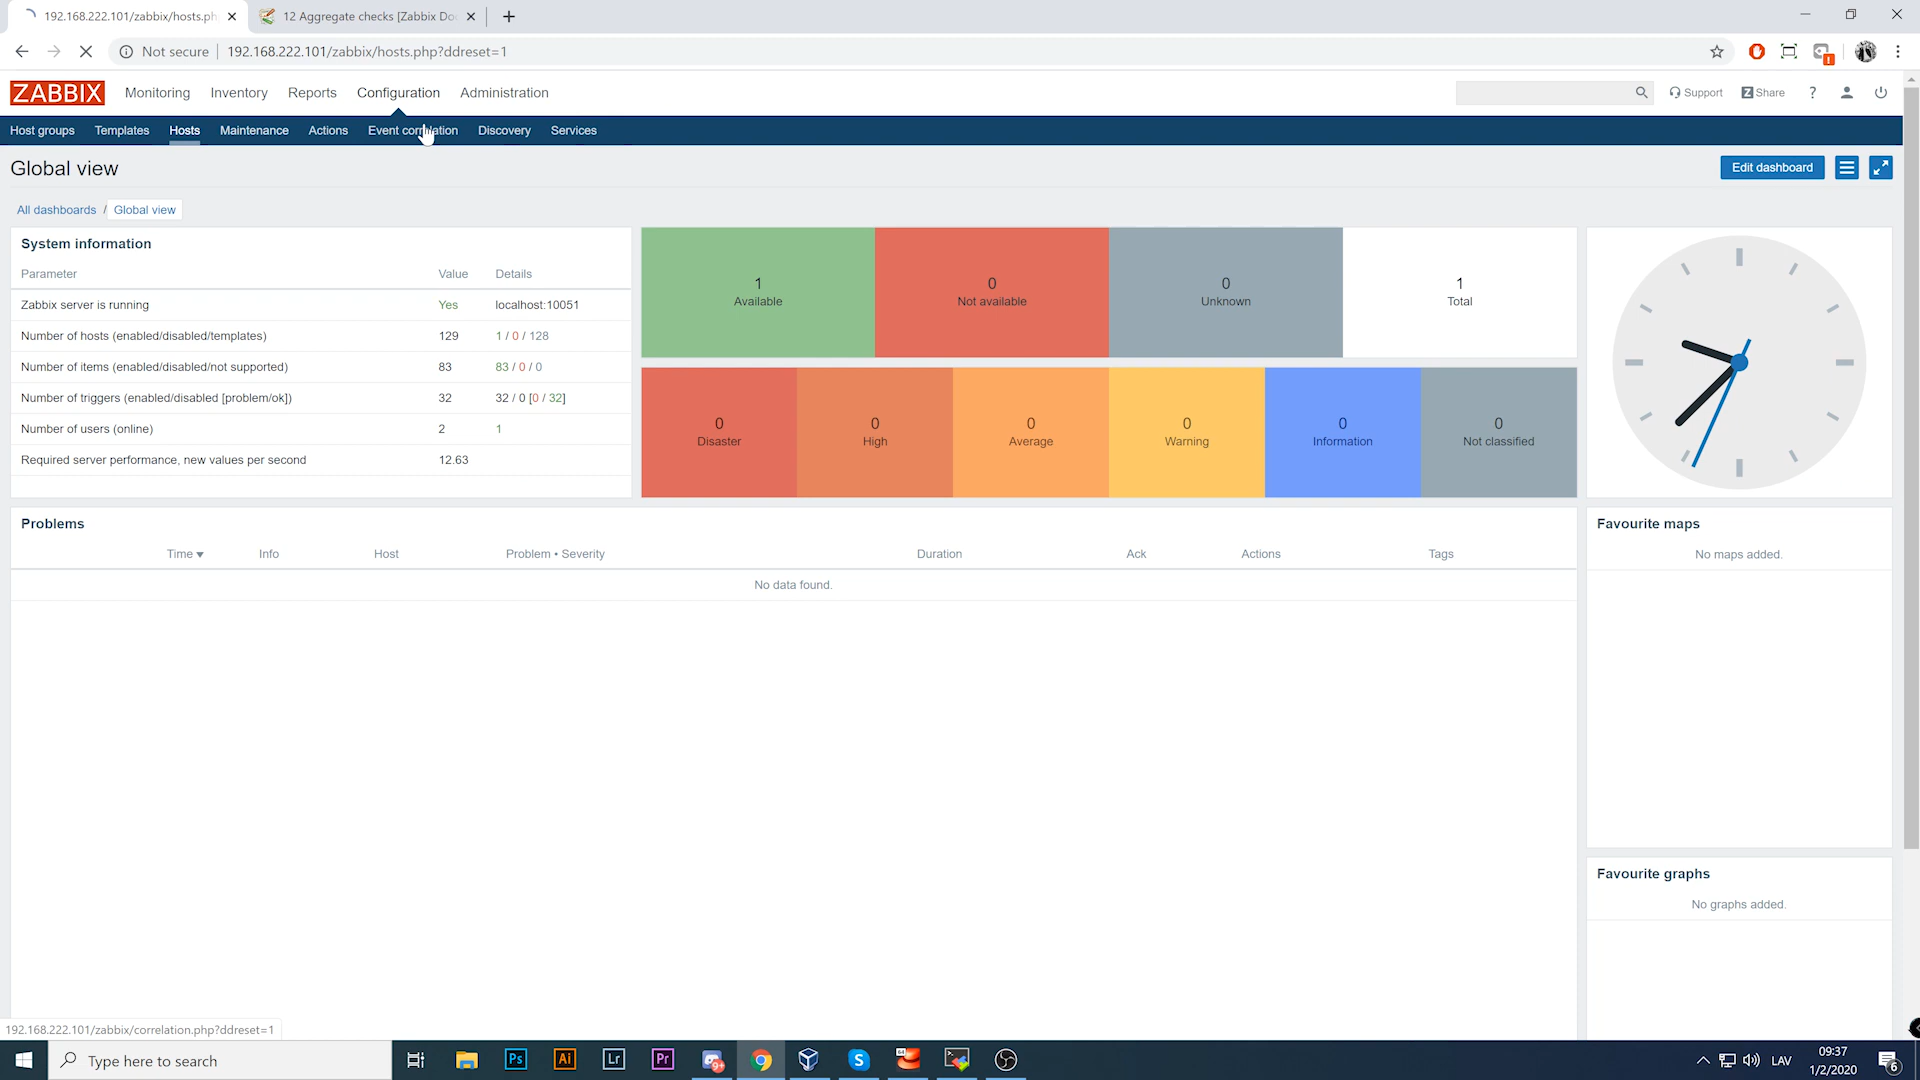 192.168.222.101/zabbix/hosts.ph
12 Aggregate checks [Zabbix Do
Not secure
192.168.222.101/zabbix/hosts.php?ddreset=1
ZABBIX
Monitoring
Inventory
Reports
Configuration
Administration
Support
Z Share
?
Host groups
Templates
Hosts
Maintenance
Actions
Event correlation
Discovery
Services
Global view
Edit dashboard
All dashboards / Global view
System information
Parameter Value Details
Zabbix server is running Yes localhost:10051
Number of hosts (enabled/disabled/templates) 129 1 / 0 / 128
Number of items (enabled/disabled/not supported) 83 83 / 0 / 0
Number of triggers (enabled/disabled [problem/ok]) 32 32 / 0 [0 / 32]
Number of users (online) 2 1
Required server performance, new values per second 12.63
1
Available
0
Not available
0
Unknown
1
Total
0
Disaster
0
High
0
Average
0
Warning
0
Information
0
Not classified
Problems
Time Info Host Problem • Severity Duration Ack Actions Tags
No data found.
Favourite maps
No maps added.
Favourite graphs
No graphs added.
192.168.222.101/zabbix/correlation.php?ddreset=1
Type here to search
Ps
Ai
Lr
Pr
9+
S
64
LAV
09:37
1/2/2020
6